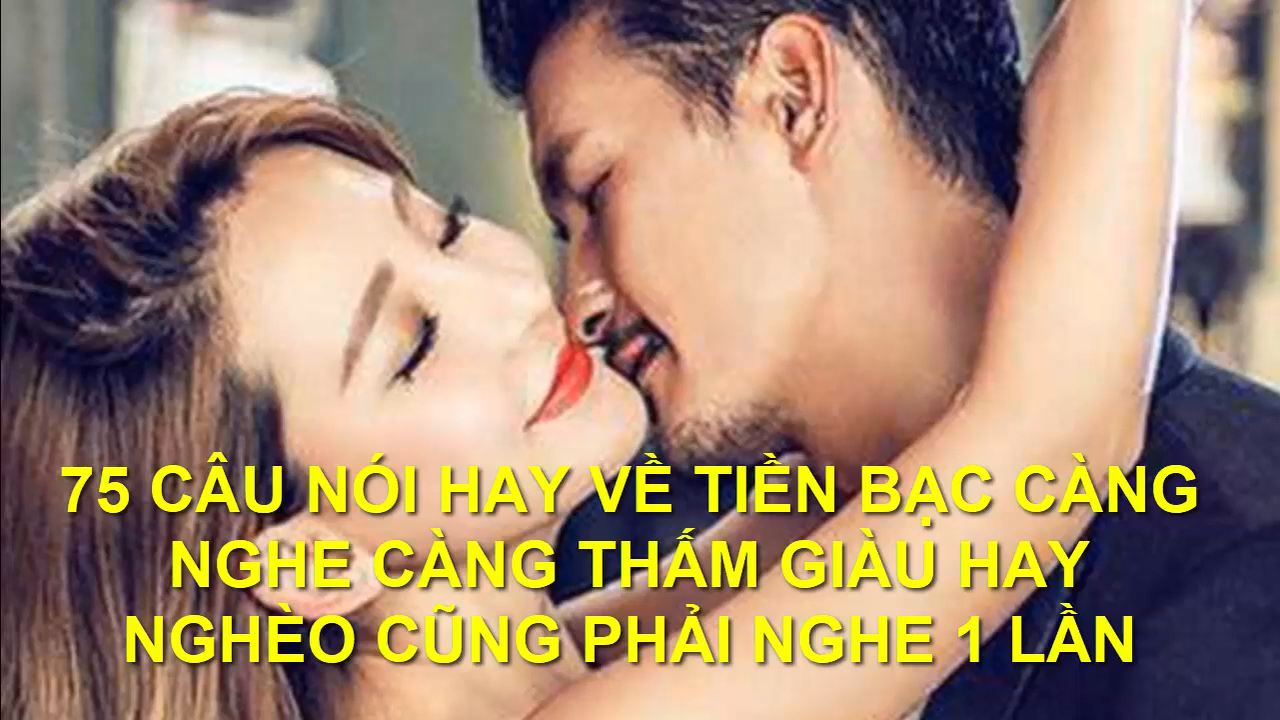 75 CÂU NÓI HAY VỀ TIỀN BẠC CÀNG
NGHE CÀNG THẤM GIÀU HAY
NGHÈO CŨNG PHẢI NGHE 1 LẦN